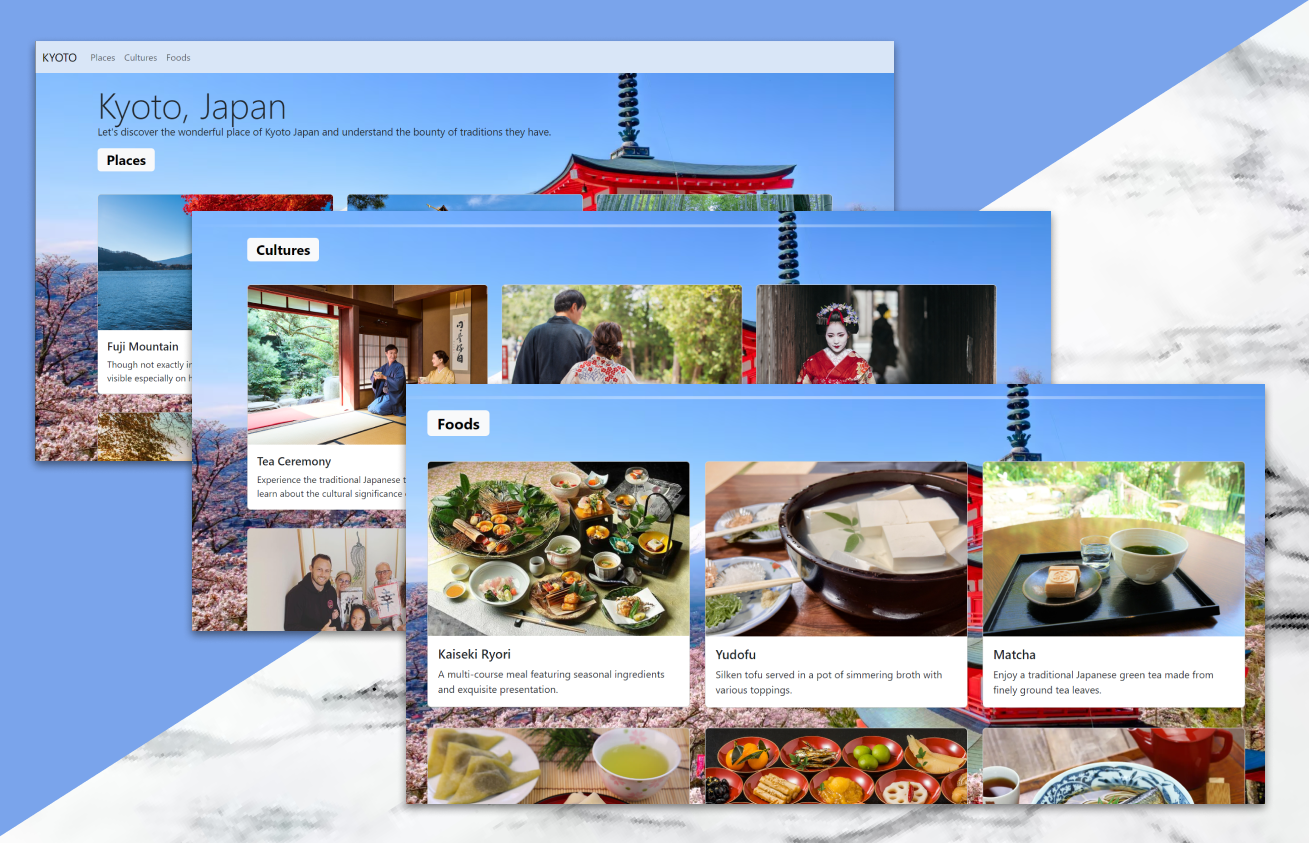 KYOTO Places Cultures Foods
Kyoto, Japan
Let's discover the wonderful place of Kyoto Japan and understand the bounty of traditions they have.
Places
Fuji Mountain
Though not exactly in
visible especially on
Cultures
Tea Ceremony
Experience the traditional Japanese
learn about the cultural significance
Foods
Kaiseki Ryori
A multi-course meal featuring seasonal ingredients
and exquisite presentation.
Yudofu
Silken tofu served in a pot of simmering broth with
various toppings.
Matcha
Enjoy a traditional Japanese green tea made from
finely ground tea leaves.